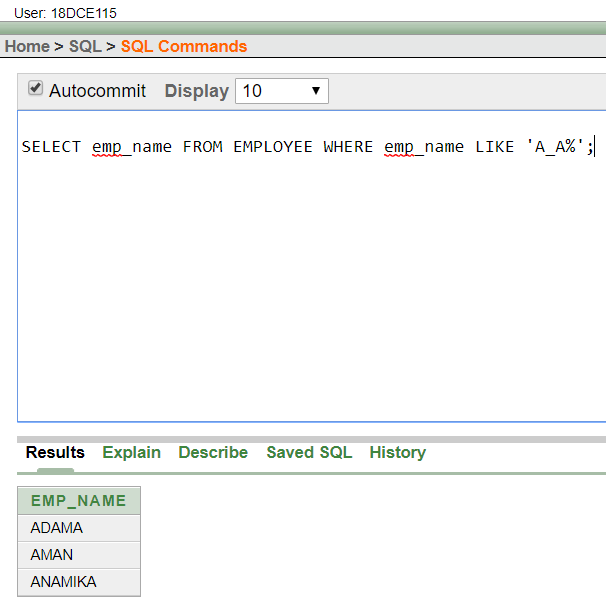 User: 18DCE115
Home > SQL > SQL Commands
Autocommit Display 10
SELECT emp_name FROM EMPLOYEE WHERE emp_name LIKE 'A_A%';
Results Explain Describe Saved SQL History
EMP_NAME
ADAMA
AMAN
ANAMIKA